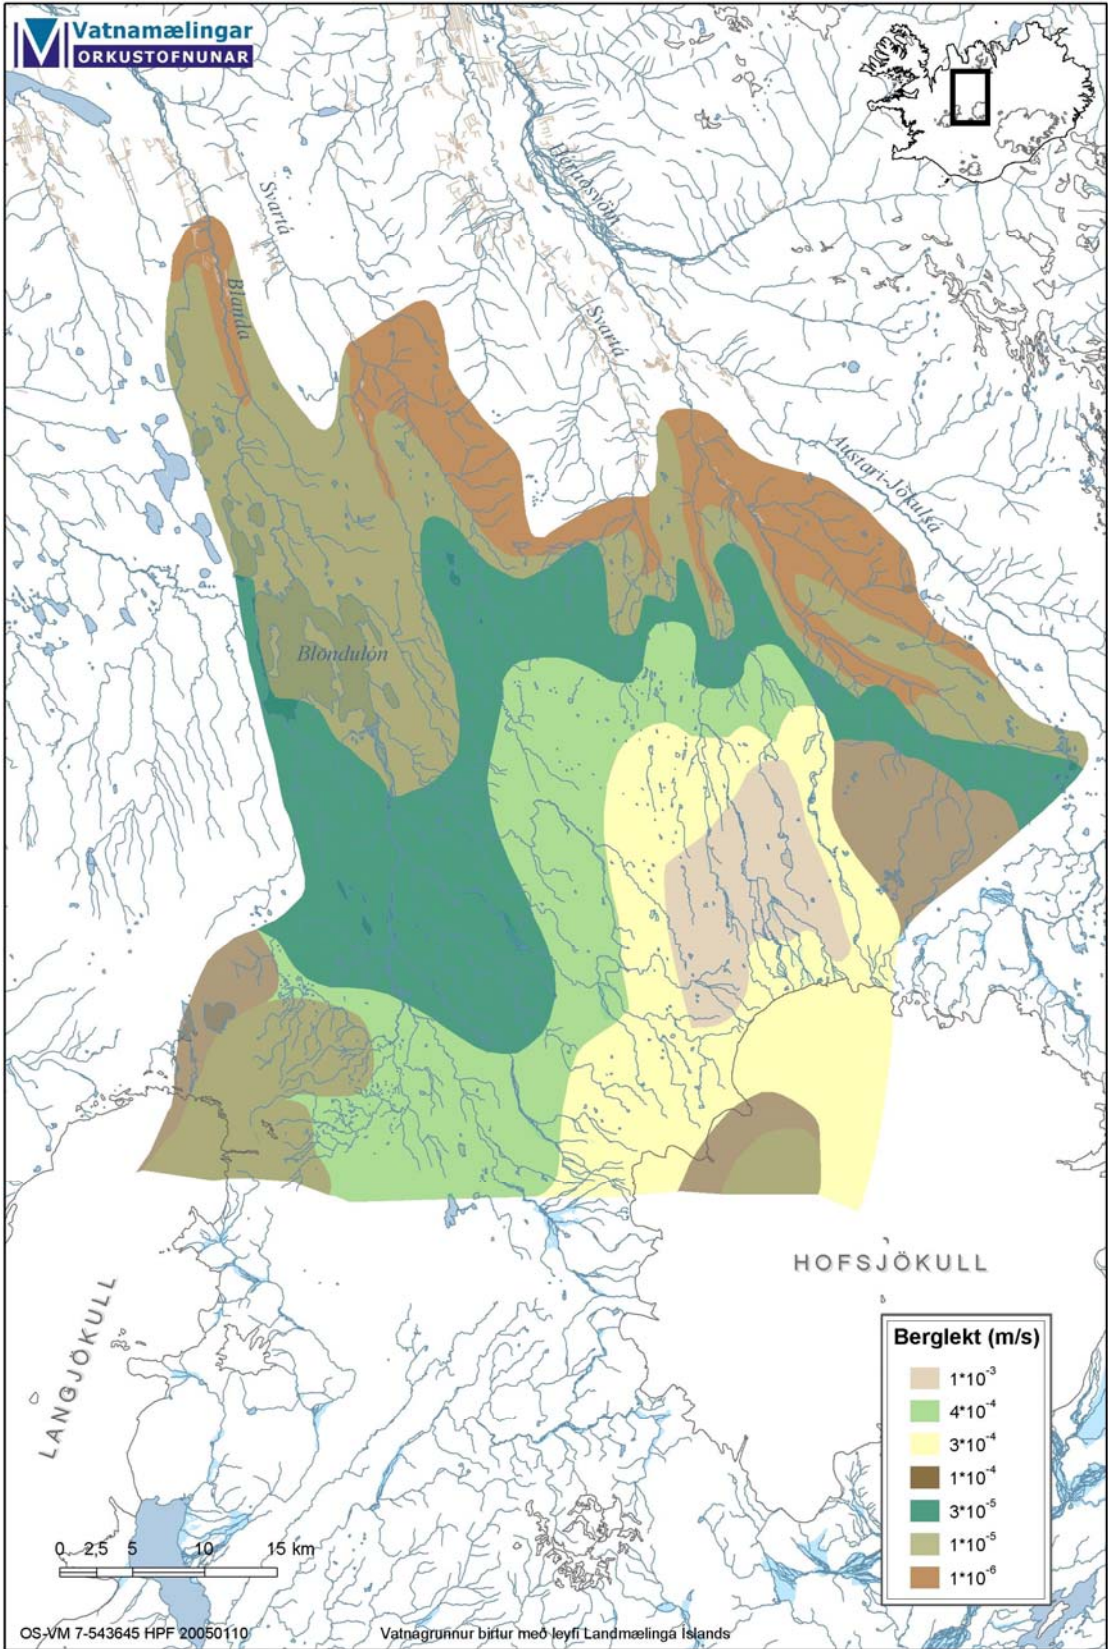 Vatnamælingar
ORKUSTOFNUNAR
Héraðsvötn
Svartá
Blanda
Svartá
Austari-Jökulsá
Blöndulón
HOFSJÖKULL
LANGJÖKULL
Berglekt (m/s)
1*10⁻³
4*10⁻⁴
3*10⁻⁴
1*10⁻⁴
3*10⁻⁵
1*10⁻⁵
1*10⁻⁶
0 2,5 5 10 15 km
OS-VM 7-543645 HPF 20050110
Vatnagrunnur birtur með leyfi Landmælinga Íslands